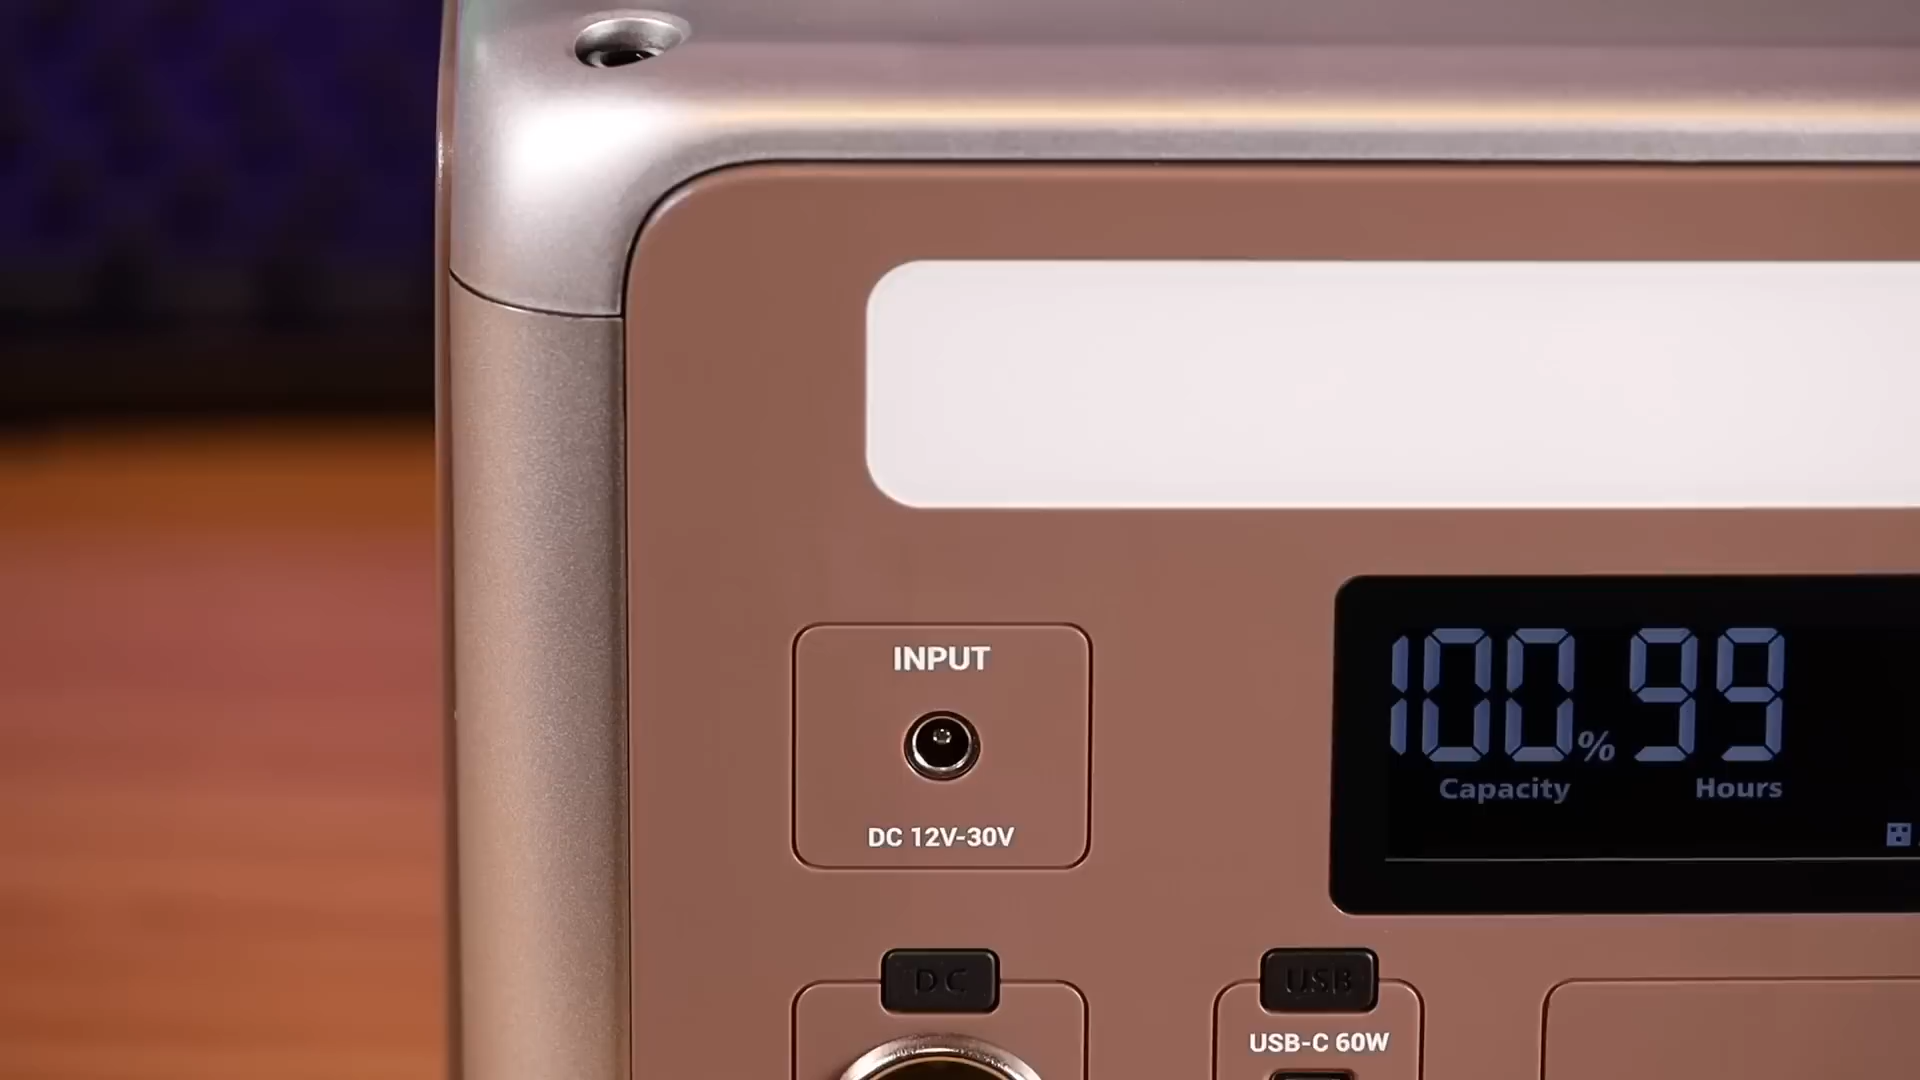 INPUT
DC 12V-30V
100% 99
Capacity Hours
DC
USB
USB-C 60W